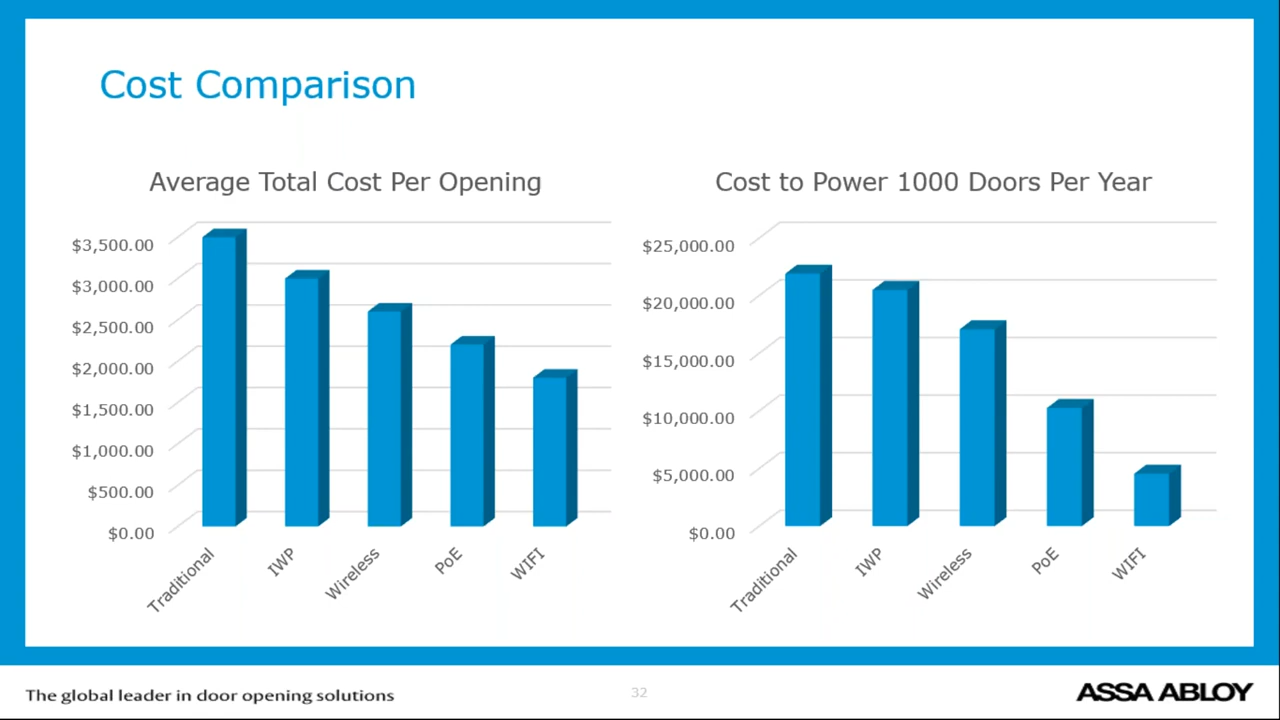 Cost Comparison
Average Total Cost Per Opening
$3,500.00
$3,000.00
$2,500.00
$2,000.00
$1,500.00
$1,000.00
$500.00
$0.00
Traditional
IWP
Wireless
PoE
WIFI
Cost to Power 1000 Doors Per Year
$25,000.00
$20,000.00
$15,000.00
$10,000.00
$5,000.00
$0.00
Traditional
IWP
Wireless
PoE
WIFI
The global leader in door opening solutions
32
ASSA ABLOY